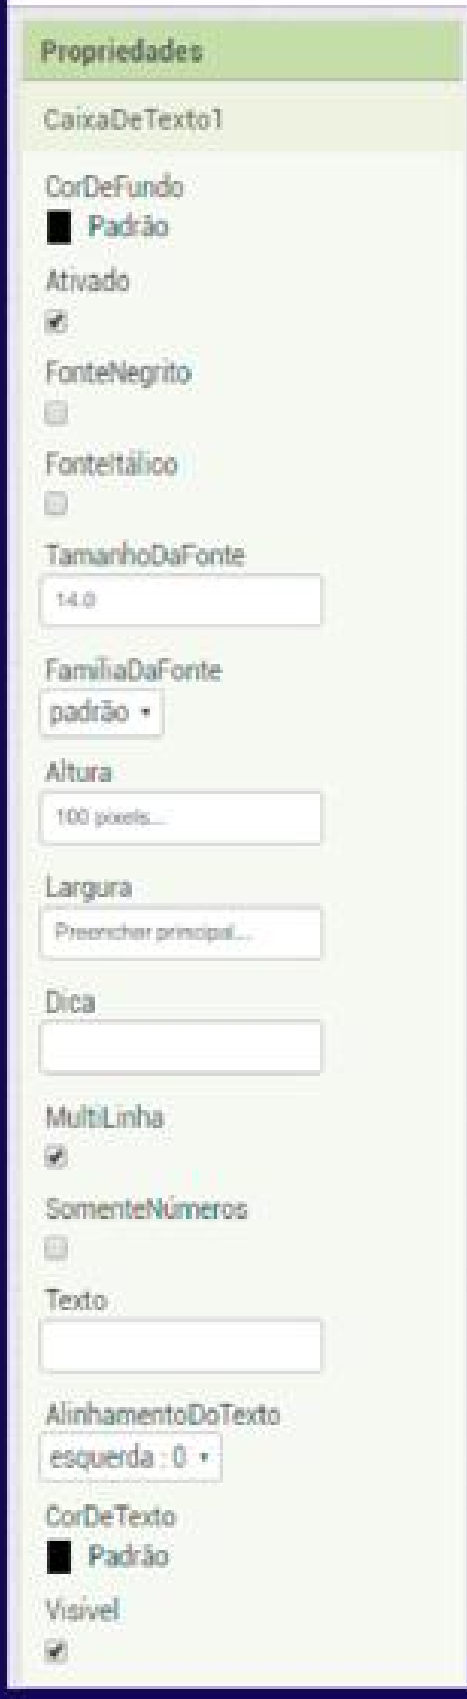 Propriedades
CaixaDeTexto1
CorDeFundo
Padrão
Ativado
FonteNegrito
FonteItálico
TamanhoDaFonte
14.0
FamíliaDaFonte
padrão
Altura
100 pixels...
Largura
Preencher principal...
Dica
MultiLinha
SomenteNúmeros
Texto
AlinhamentoDoTexto
esquerda : 0
CorDeTexto
Padrão
Visível